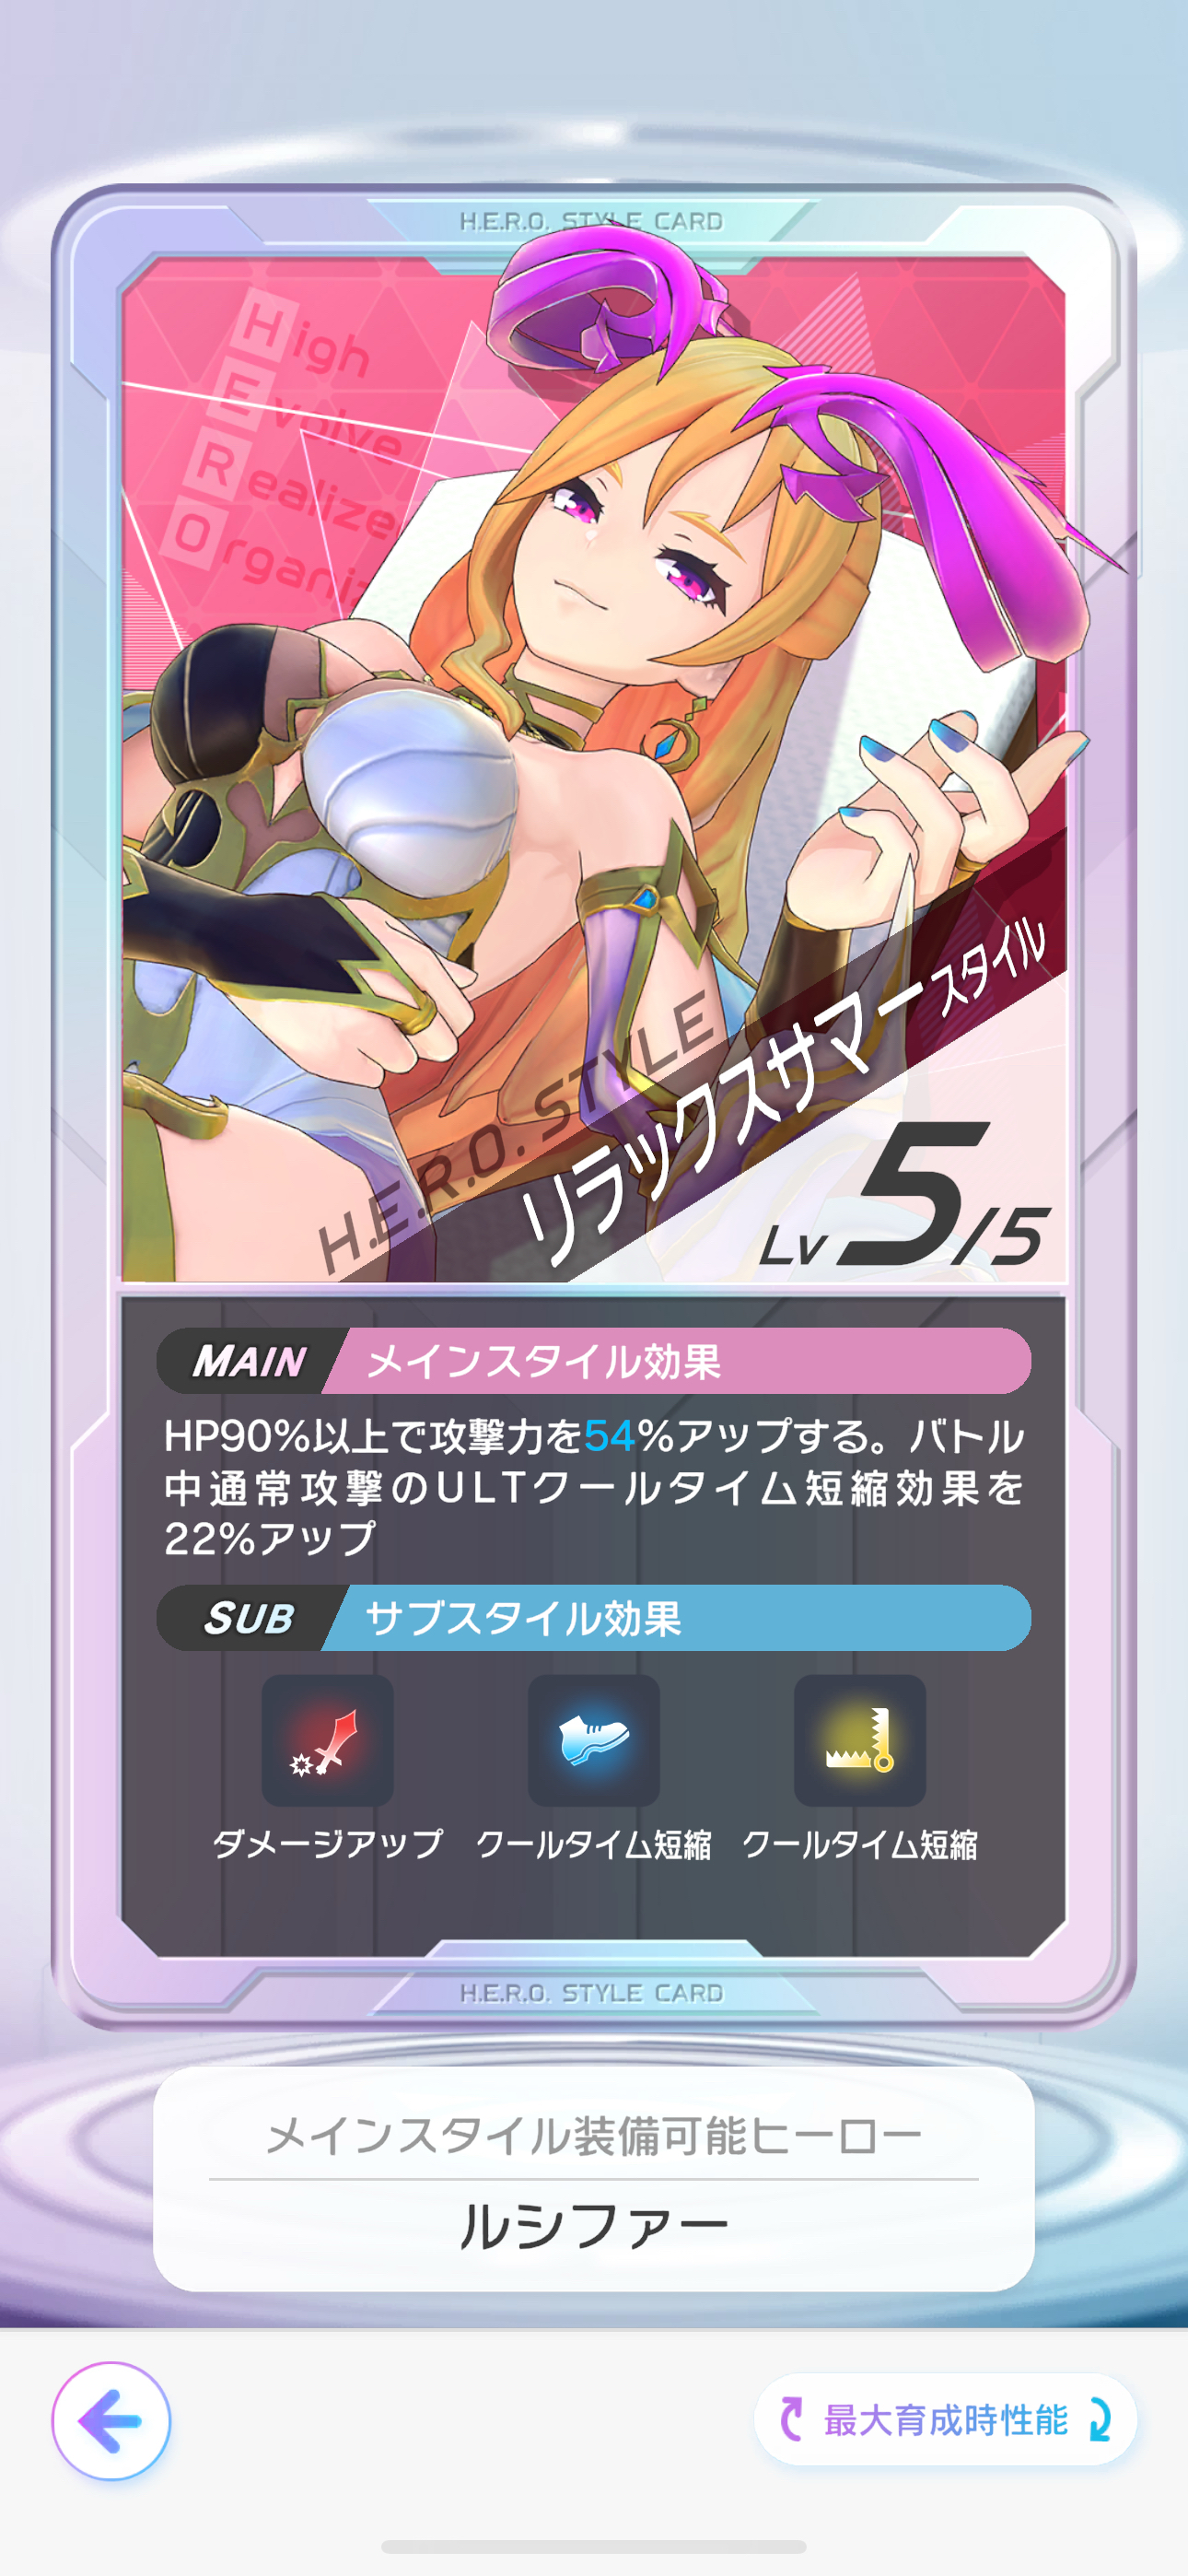 H.E.R.O. STYLE CARD
High
Evolve
Realize
Organiz
H.E.R.O. STYLE
リラックスサマースタイル
Lv 5/5
MAIN メインスタイル効果
HP90%以上で攻撃力を54%アップする。バトル
中通常攻撃のULTクールタイム短縮効果を
22%アップ
SUB サブスタイル効果
ダメージアップ クールタイム短縮 クールタイム短縮
H.E.R.O. STYLE CARD
メインスタイル装備可能ヒーロー
ルシファー
最大育成時性能